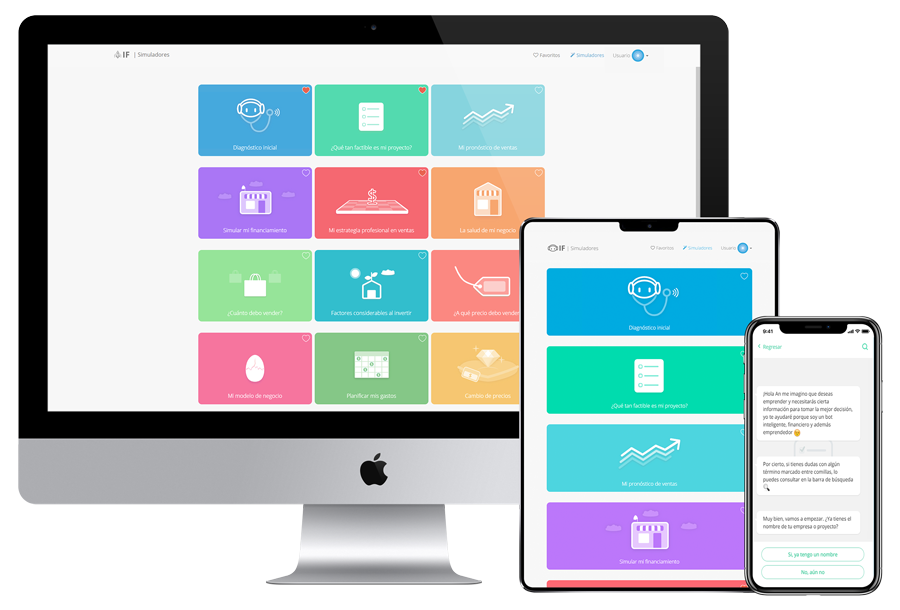 IF | Simuladores
Favoritos
Simuladores
Usuario
Diagnóstico inicial
¿Qué tan factible es mi proyecto?
Mi pronóstico de ventas
Simular mi financiamiento
Mi estrategia profesional en ventas
La salud de mi negocio
¿Cuánto debo vender?
Factores considerables al invertir
¿A qué precio debo vender
Mi modelo de negocio
Planificar mis gastos
Cambio de precios
IF | Simuladores
Favoritos
Simuladores
Usuario
Diagnóstico inicial
¿Qué tan factible es mi proyecto?
Mi pronóstico de ventas
Simular mi financiamiento
9:41
Regresar
¡Hola An me imagino que deseas
emprender y necesitarás cierta
información para tomar la mejor decisión,
yo te ayudaré porque soy un bot
inteligente, financiero y además
emprendedor
Por cierto, si tienes dudas con algún
término marcado entre comillas, lo
puedes consultar en la barra de búsqueda
Muy bien, vamos a empezar. ¿Ya tienes el
nombre de tu empresa o proyecto?
Si, ya tengo un nombre
No, aún no